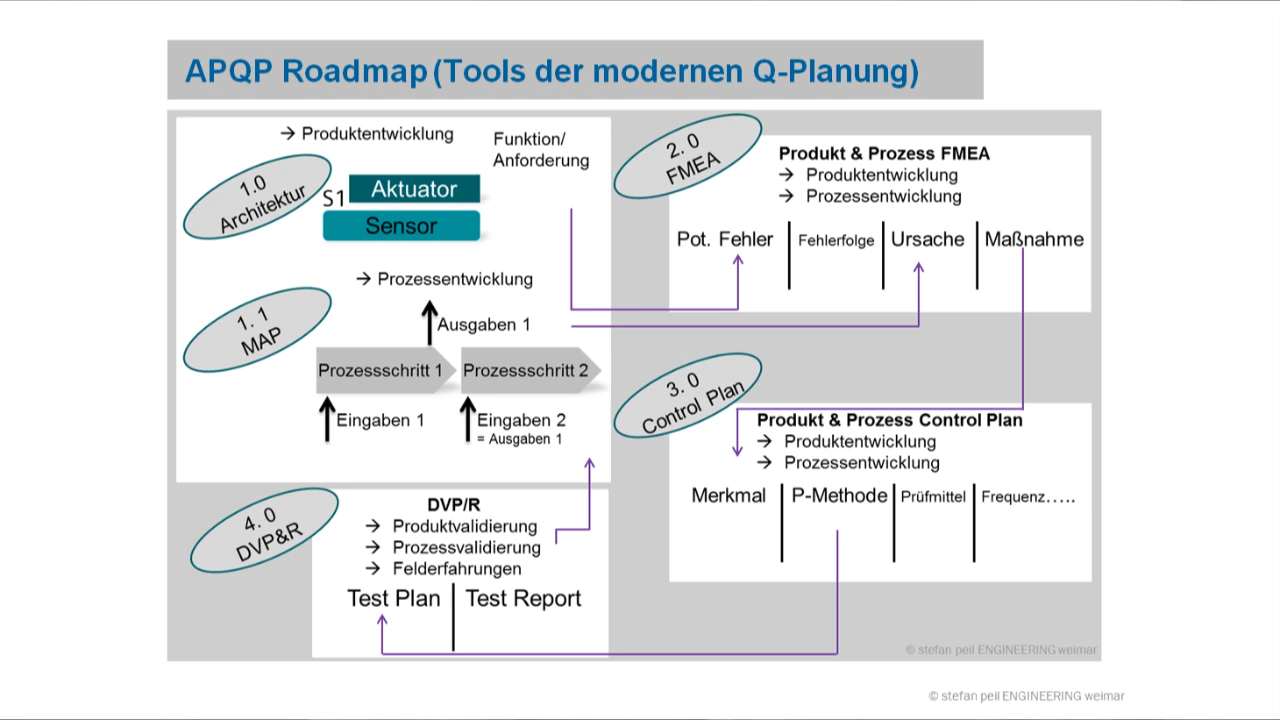 APQP Roadmap (Tools der modernen Q-Planung)
→ Produktentwicklung
Funktion/
Anforderung
1.0
Architektur
S1
Aktuator
Sensor
→ Prozessentwicklung
1. 1
MAP
Ausgaben 1
Prozessschritt 1
Prozessschritt 2
Eingaben 1
Eingaben 2
= Ausgaben 1
2. 0
FMEA
Produkt & Prozess FMEA
→ Produktentwicklung
→ Prozessentwicklung
Pot. Fehler
Fehlerfolge
Ursache
Maßnahme
3. 0
Control Plan
Produkt & Prozess Control Plan
→ Produktentwicklung
→ Prozessentwicklung
Merkmal
P-Methode
Prüfmittel
Frequenz.....
4. 0
DVP&R
DVP/R
→ Produktvalidierung
→ Prozessvalidierung
→ Felderfahrungen
Test Plan
Test Report
© stefan peil ENGINEERING weimar
© stefan peil ENGINEERING weimar